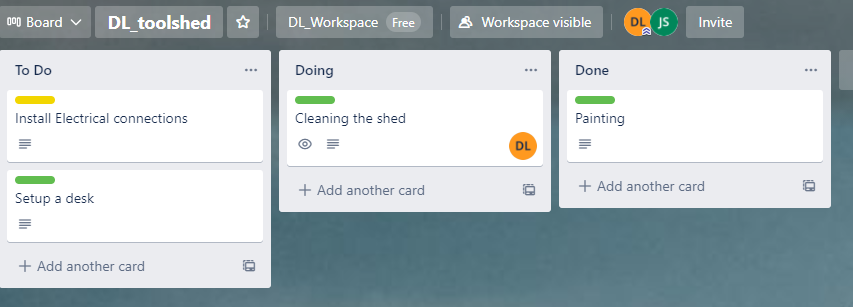 Board DL_toolshed DL_Workspace Free Workspace visible DL JS Invite
To Do
Install Electrical connections
Setup a desk
+ Add another card
Doing
Cleaning the shed
DL
+ Add another card
Done
Painting
+ Add another card